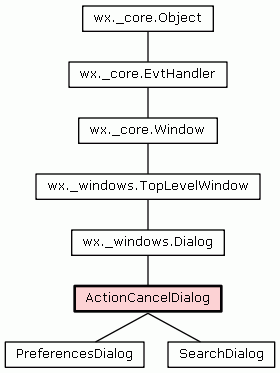 wx._core.Object
wx._core.EvtHandler
wx._core.Window
wx._windows.TopLevelWindow
wx._windows.Dialog
ActionCancelDialog
PreferencesDialog
SearchDialog